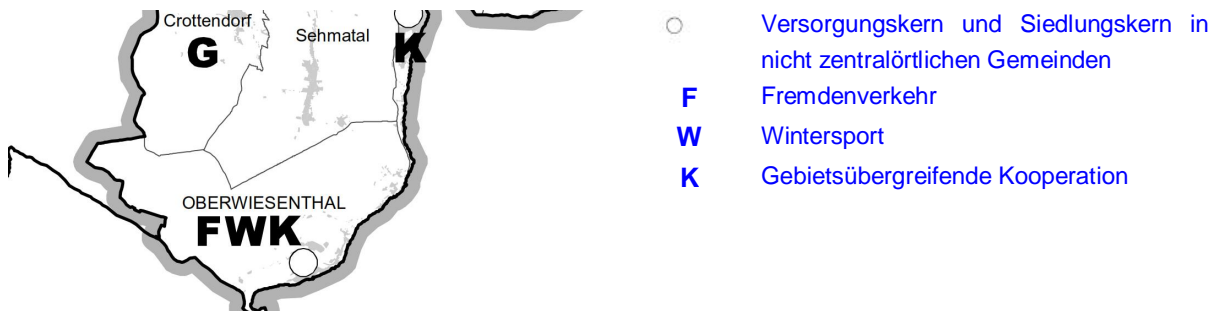 Crottendorf
G
Sehmatal
K
OBERWIESENTHAL
FWK
Versorgungskern und Siedlungskern in
nicht zentralörtlichen Gemeinden
F Fremdenverkehr
W Wintersport
K Gebietsübergreifende Kooperation